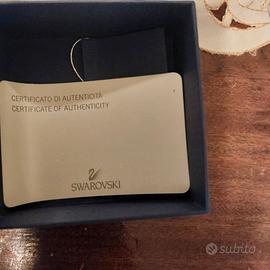 CERTIFICATO DI AUTENTICITÀ
CERTIFICATE OF AUTHENTICITY
SWAROVSKI
subito